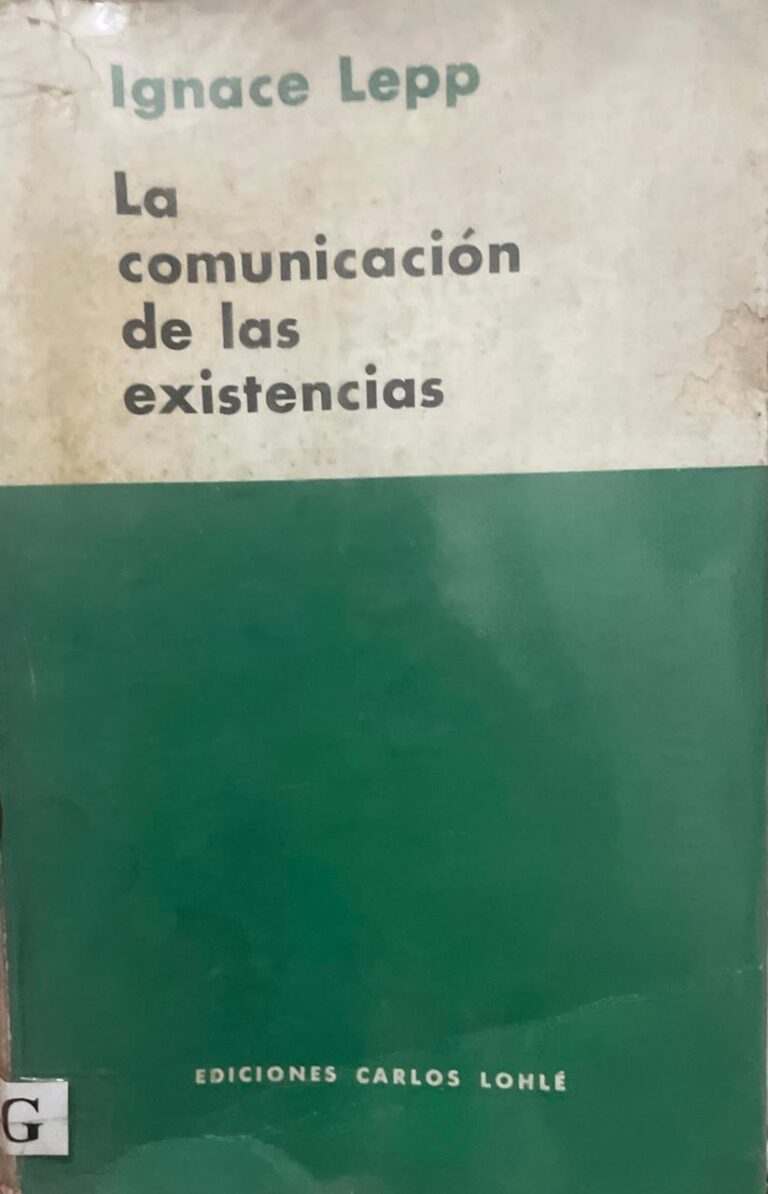 Ignace Lepp
La
comunicación
de las
existencias
EDICIONES CARLOS LOHLÉ
G